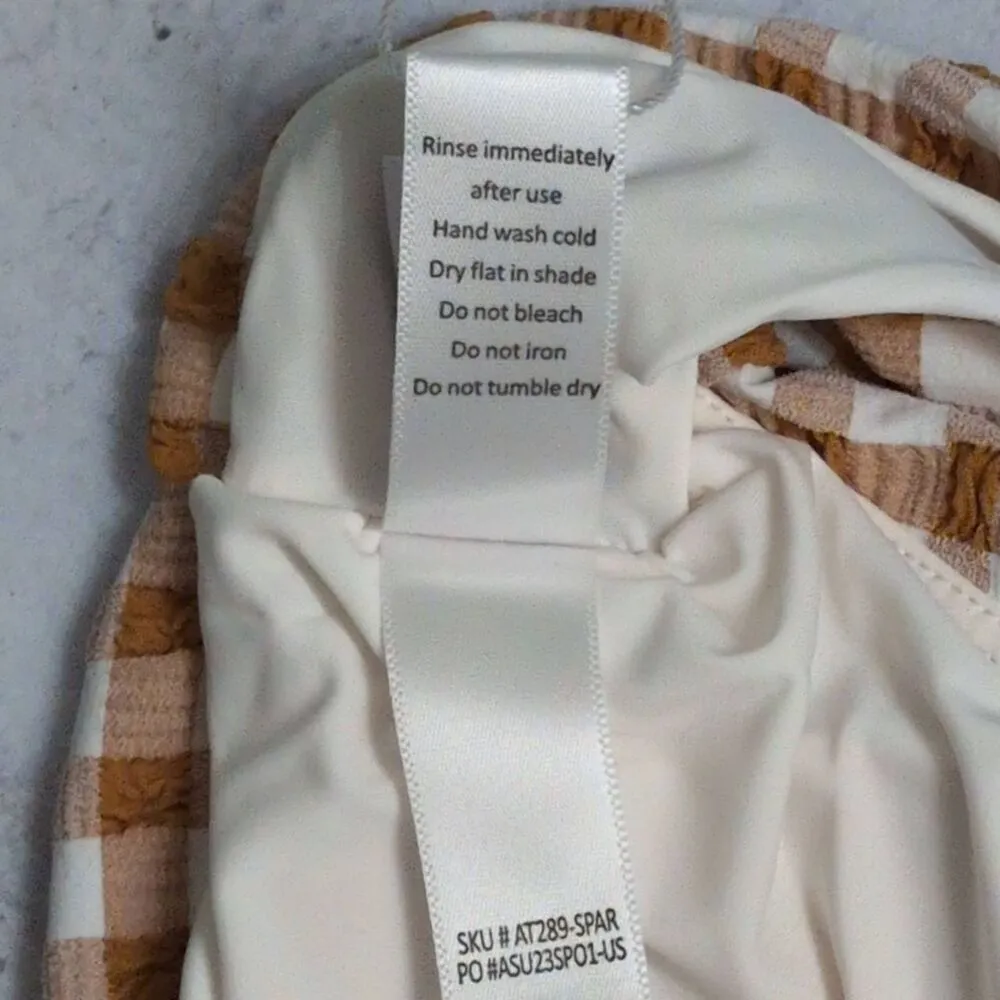 Rinse immediately
after use
Hand wash cold
Dry flat in shade
Do not bleach
Do not iron
Do not tumble dry
SKU # AT289-SPAR
PO #ASU23SPO1-US